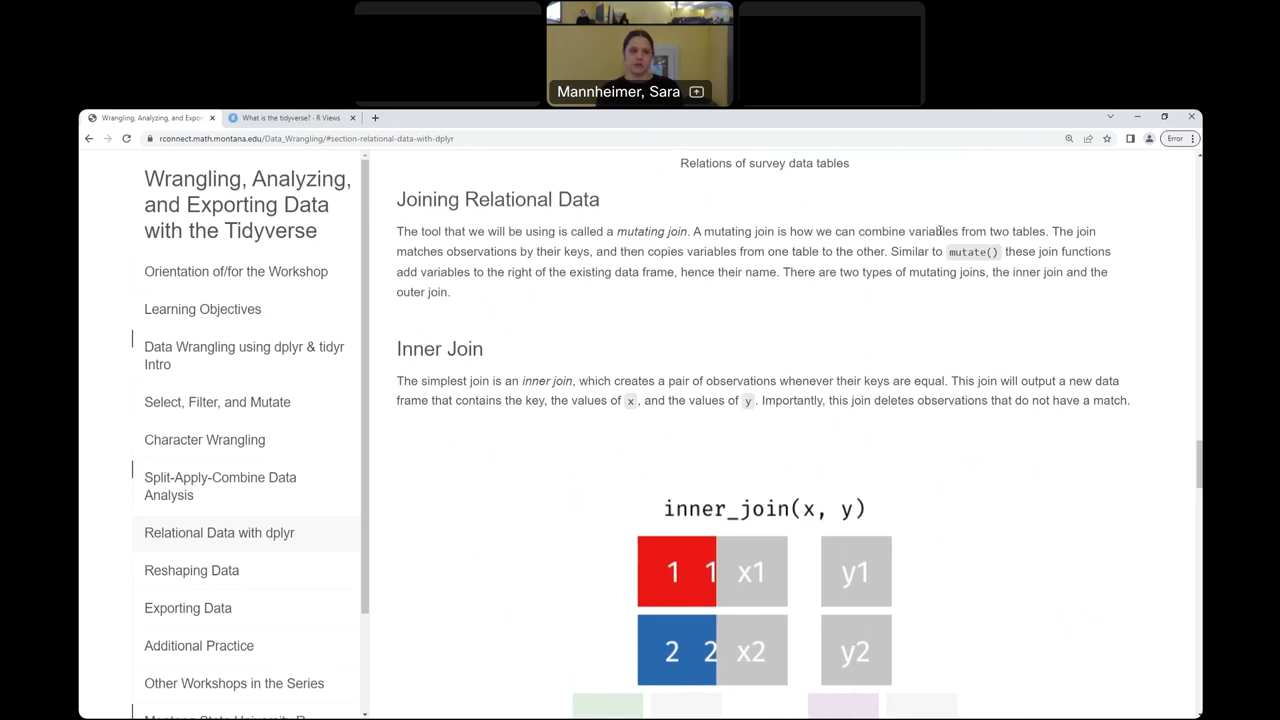 Mannheimer, Sara
Wrangling, Analyzing, and Expor
What is the tidyverse? - R Views
rconnect.math.montana.edu/Data_Wrangling/#section-relational-data-with-dplyr
Error
Wrangling, Analyzing,
and Exporting Data
with the Tidyverse
Orientation of/for the Workshop
Learning Objectives
Data Wrangling using dplyr & tidyr
Intro
Select, Filter, and Mutate
Character Wrangling
Split-Apply-Combine Data
Analysis
Relational Data with dplyr
Reshaping Data
Exporting Data
Additional Practice
Other Workshops in the Series
Montana State University R
Relations of survey data tables
Joining Relational Data
The tool that we will be using is called a mutating join. A mutating join is how we can combine variables from two tables. The join
matches observations by their keys, and then copies variables from one table to the other. Similar to mutate() these join functions
add variables to the right of the existing data frame, hence their name. There are two types of mutating joins, the inner join and the
outer join.
Inner Join
The simplest join is an inner join, which creates a pair of observations whenever their keys are equal. This join will output a new data
frame that contains the key, the values of x, and the values of y. Importantly, this join deletes observations that do not have a match.
inner_join(x, y)
1 1 x1 y1
2 2 x2 y2